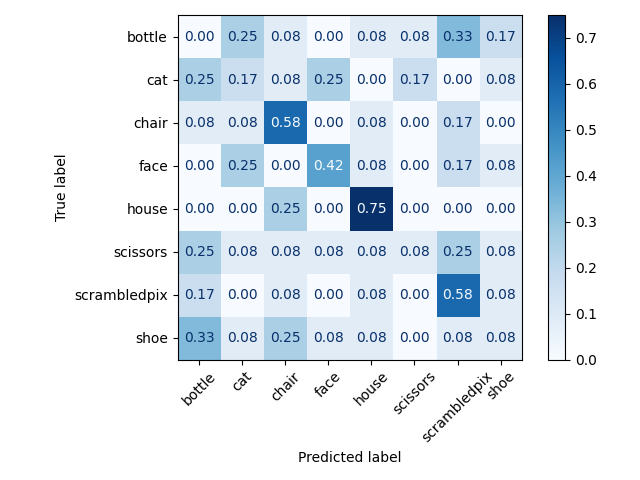 bottle 0.00 0.25 0.08 0.00 0.08 0.08 0.33 0.17
cat 0.25 0.17 0.08 0.25 0.00 0.17 0.00 0.08
chair 0.08 0.08 0.58 0.00 0.08 0.00 0.17 0.00
face 0.00 0.25 0.00 0.42 0.08 0.00 0.17 0.08
house 0.00 0.00 0.25 0.00 0.75 0.00 0.00 0.00
scissors 0.25 0.08 0.08 0.08 0.08 0.08 0.25 0.08
scrambledpix 0.17 0.00 0.08 0.00 0.08 0.00 0.58 0.08
shoe 0.33 0.08 0.25 0.08 0.08 0.00 0.08 0.08
bottle cat chair face house scissors scrambledpix shoe
Predicted label
True label
0.7
0.6
0.5
0.4
0.3
0.2
0.1
0.0